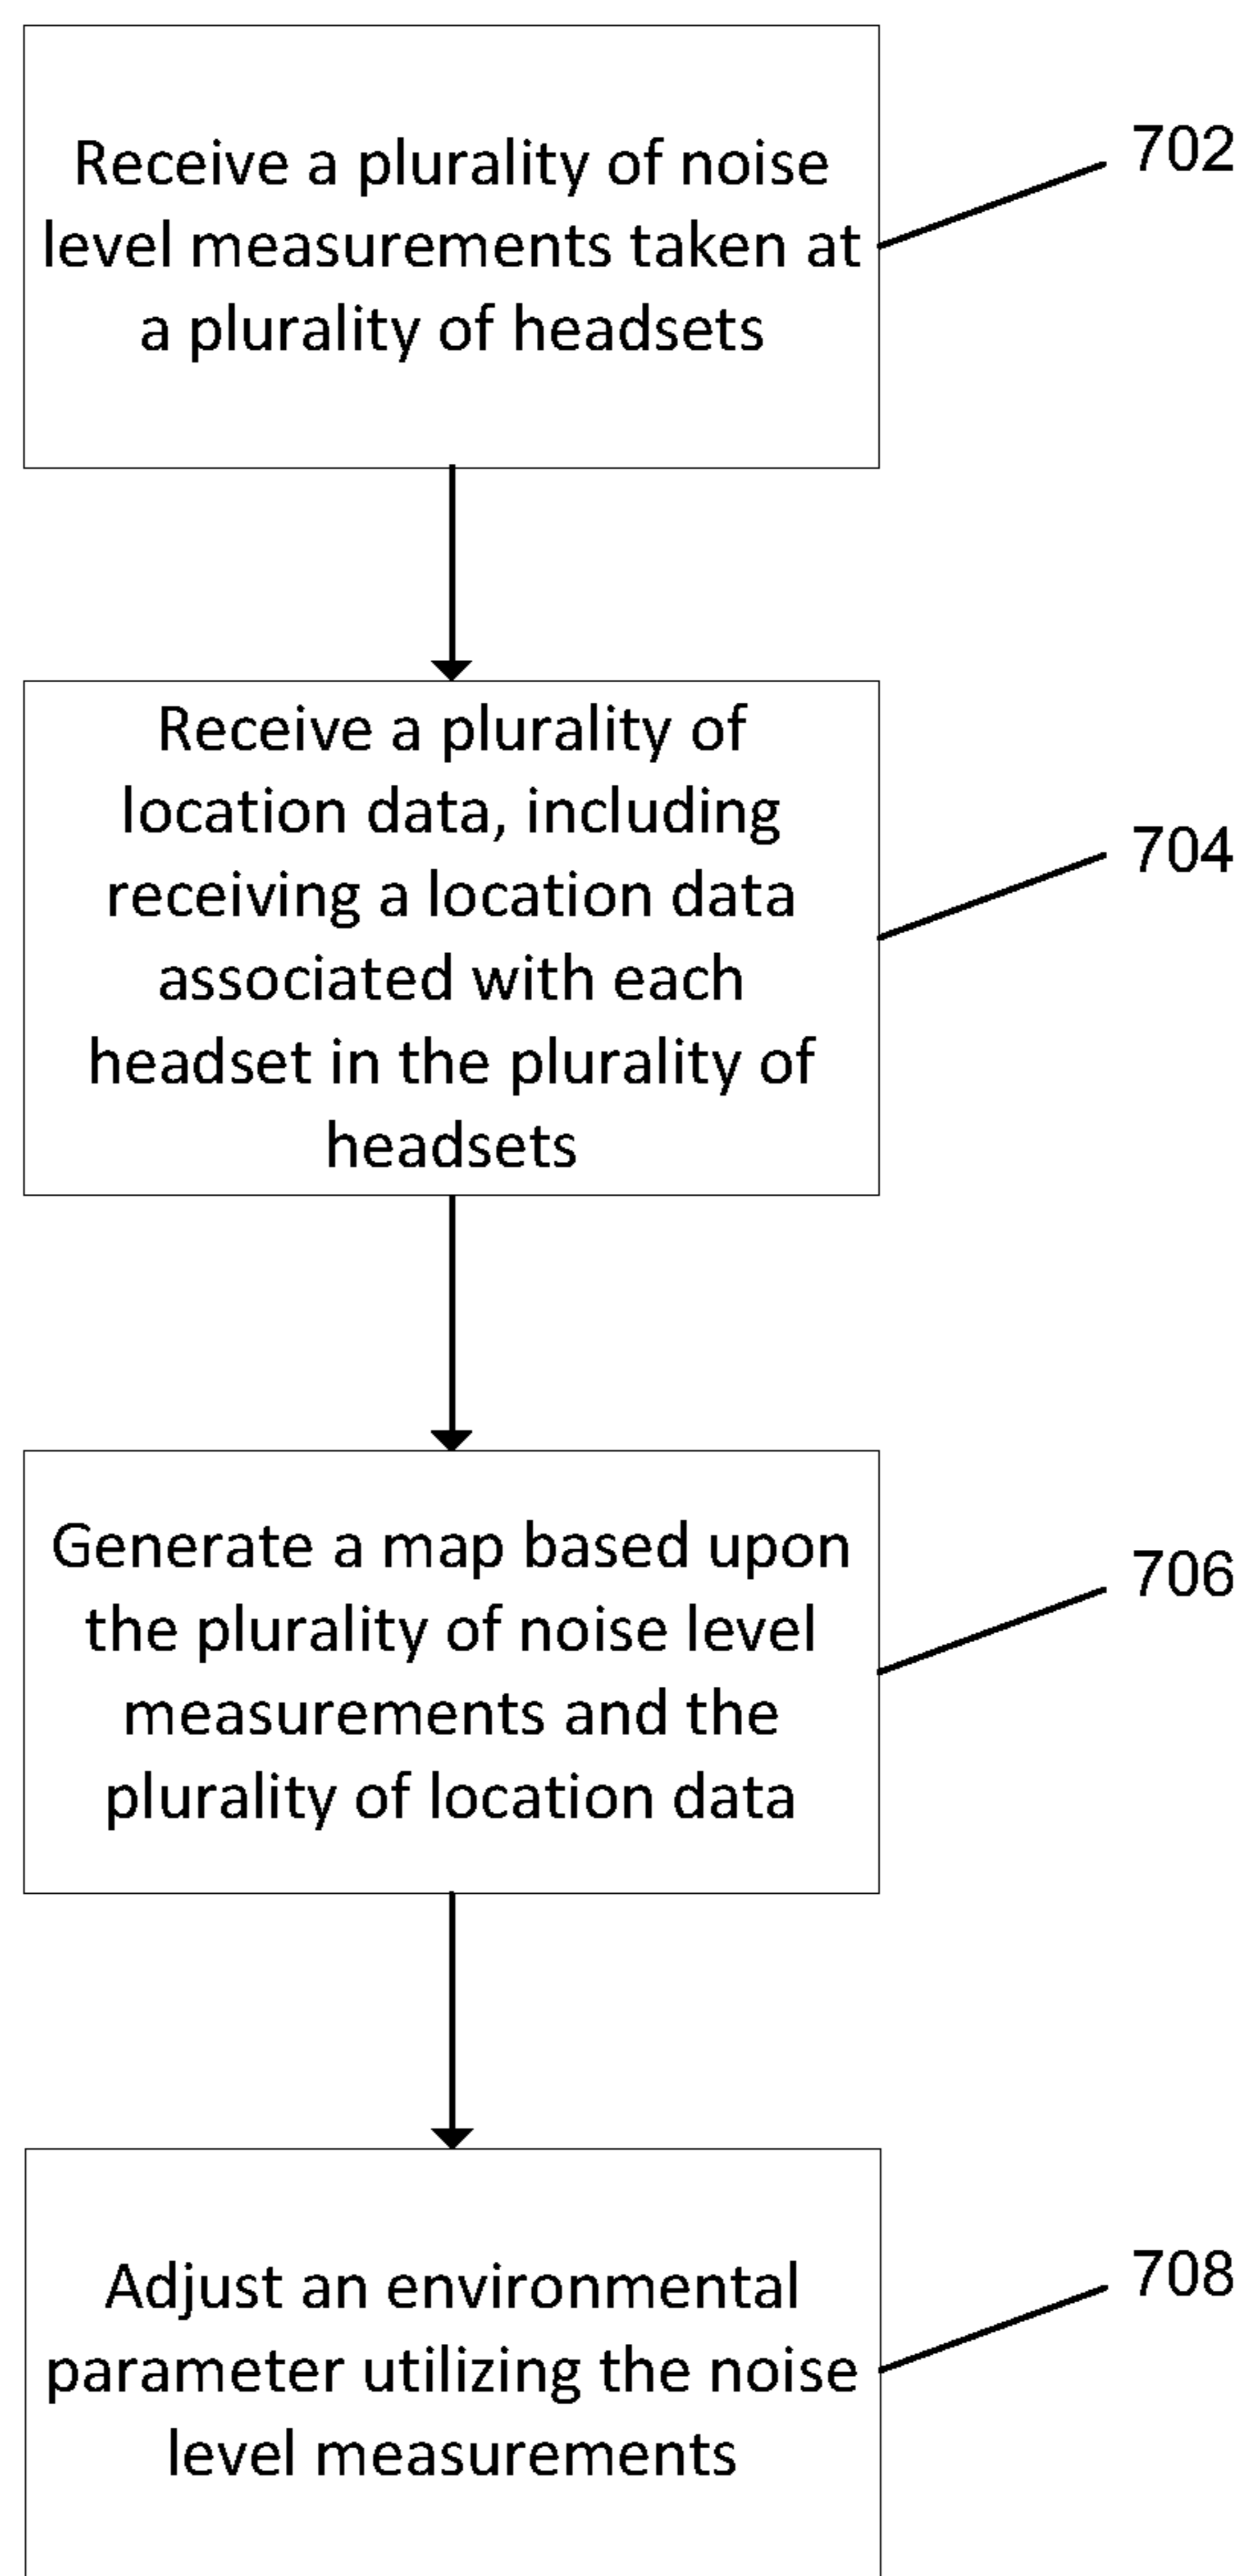 Receive a plurality of noise
level measurements taken at
a plurality of headsets
702
Receive a plurality of
location data, including
receiving a location data
associated with each
headset in the plurality of
headsets
704
Generate a map based upon
the plurality of noise level
measurements and the
plurality of location data
706
Adjust an environmental
parameter utilizing the noise
level measurements
708